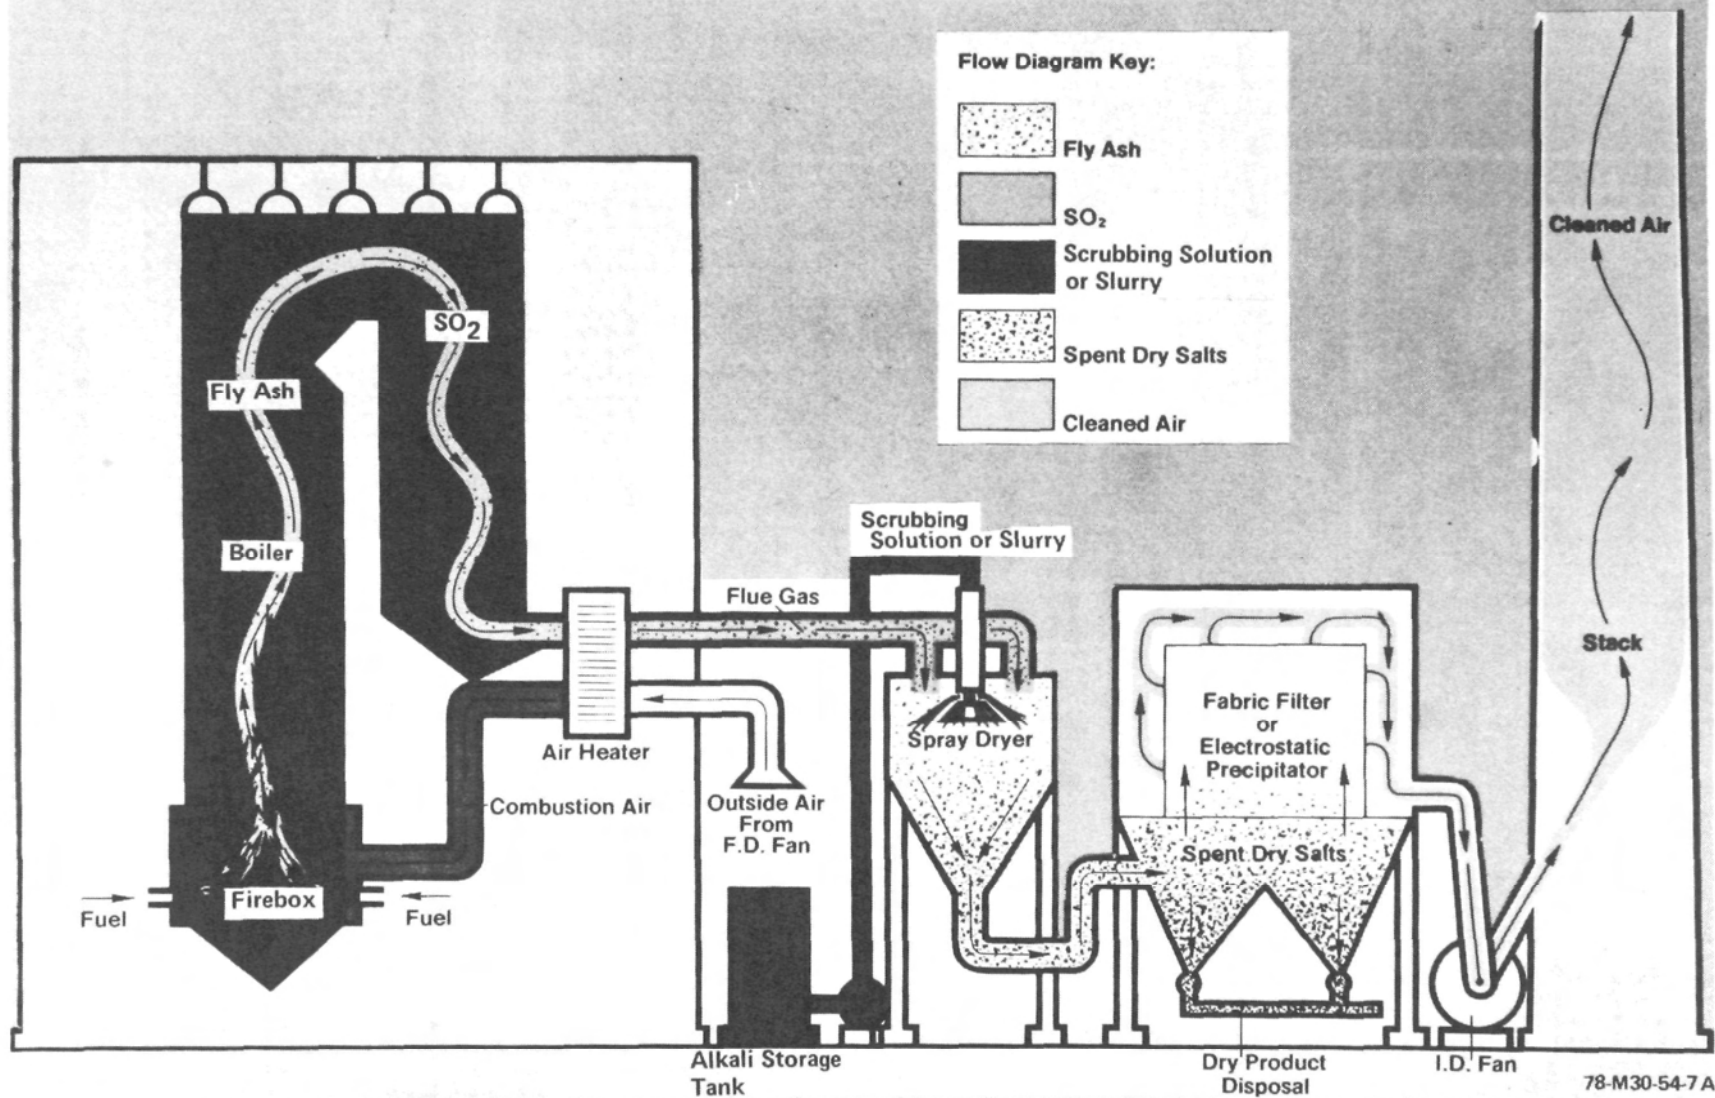 Flow Diagram Key:
Fly Ash
SO₂
Scrubbing Solution
or Slurry
Spent Dry Salts
Cleaned Air
Cleaned Air
SO₂
Fly Ash
Boiler
Scrubbing
Solution or Slurry
Flue Gas
Stack
Fabric Filter
or
Electrostatic
Precipitator
Spray Dryer
Air Heater
Combustion Air
Outside Air
From
F.D. Fan
Spent Dry Salts
Firebox
Fuel
Fuel
Alkali Storage
Tank
Dry Product
Disposal
I.D. Fan
78-M30-54-7A